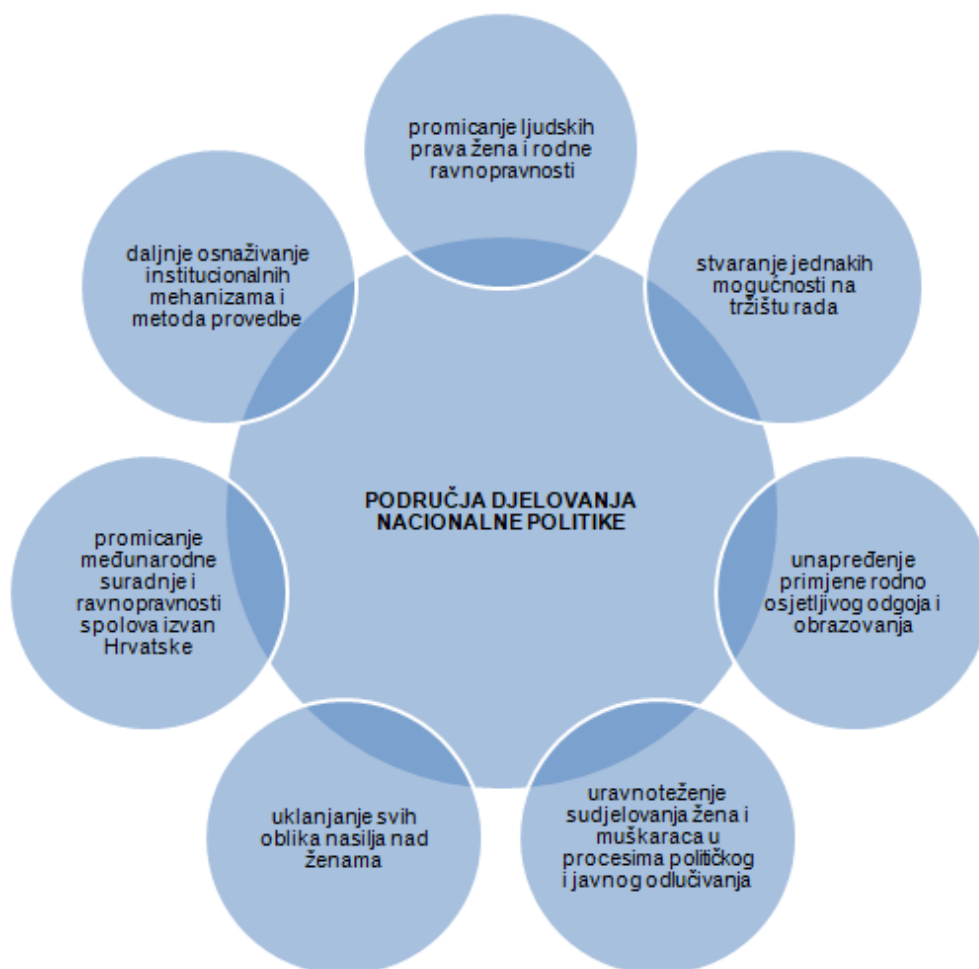 promicanje ljudskih
prava žena i rodne
ravnopravnosti
stvaranje jednakih
mogućnosti na
tržištu rada
unapređenje
primjene rodno
osjetljivog odgoja i
obrazovanja
uravnoteženje
sudjelovanja žena i
muškaraca u
procesima političkog
i javnog odlučivanja
uklanjanje svih
oblika nasilja nad
ženama
promicanje
međunarodne
suradnje i
ravnopravnosti
spolova izvan
Hrvatske
daljnje osnaživanje
institucionalnih
mehanizama i
metoda provedbe
PODRUČJA DJELOVANJA
NACIONALNE POLITIKE